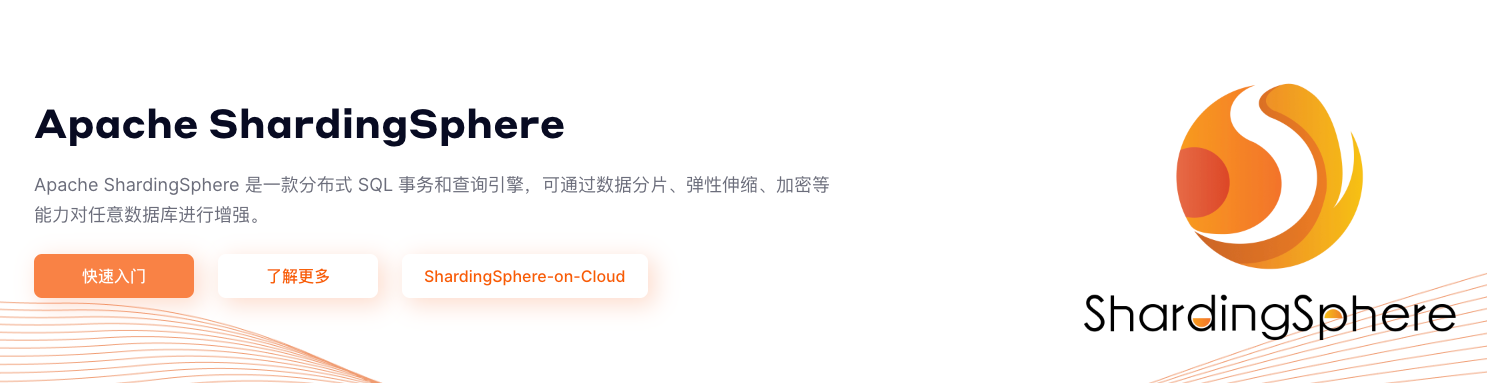 Apache ShardingSphere
Apache ShardingSphere 是一款分布式 SQL 事务和查询引擎，可通过数据分片、弹性伸缩、加密等
能力对任意数据库进行增强。
快速入门
了解更多
ShardingSphere-on-Cloud
ShardingSphere